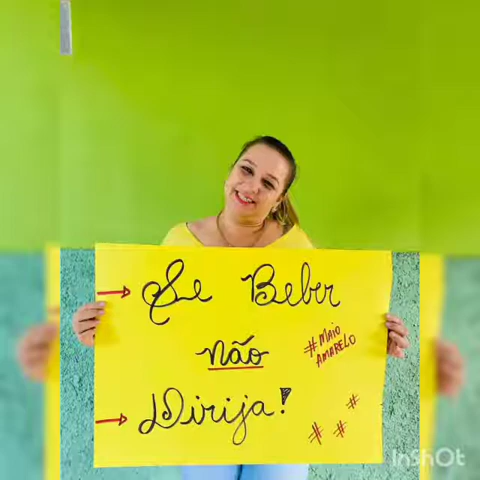 → Se Beber
não
#MAIO
AMARELO
→ Dirija!
# # #
InShOt